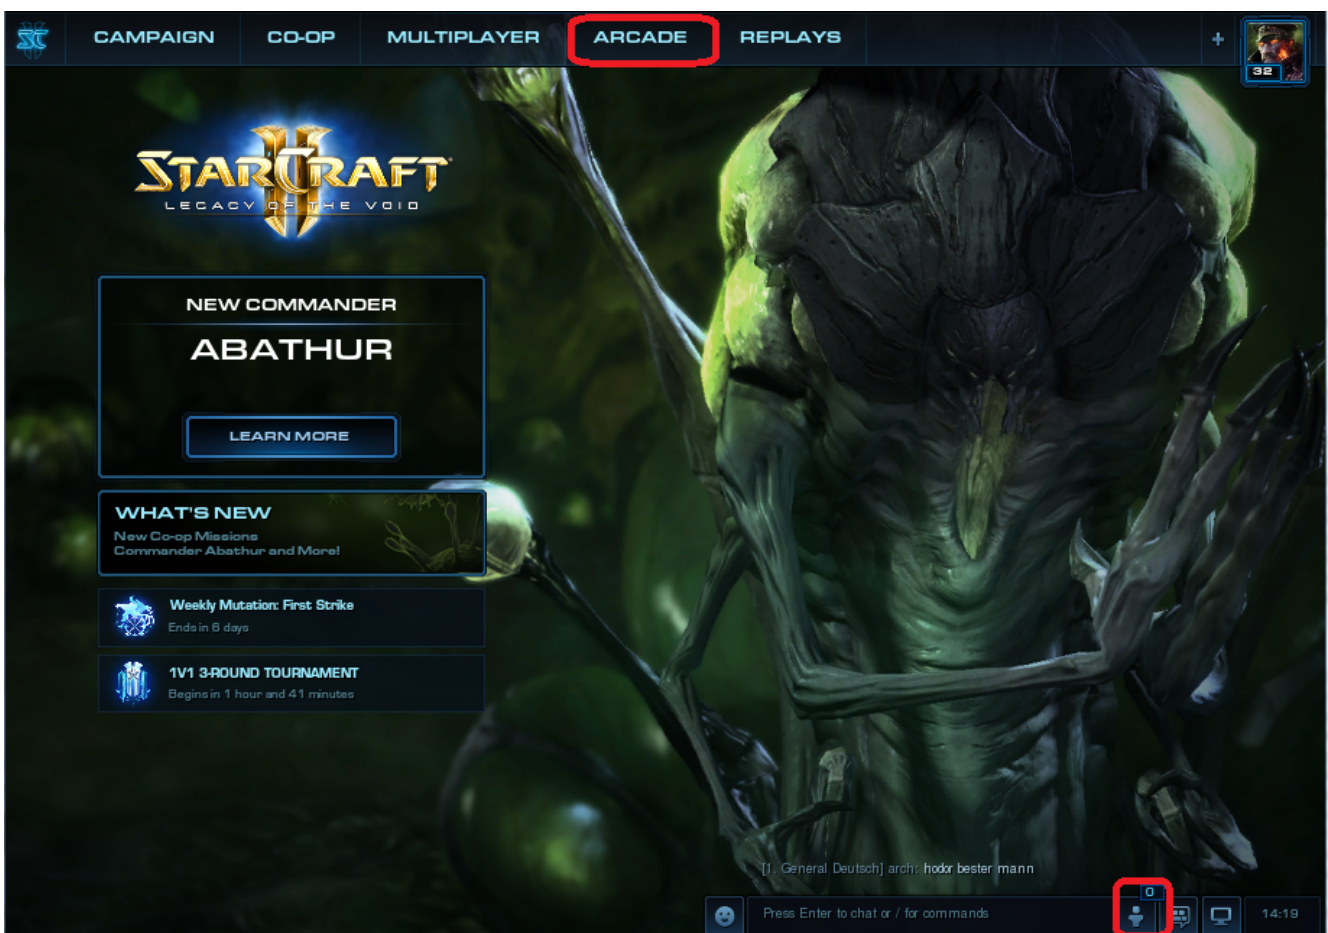 CAMPAIGN CO-OP MULTIPLAYER ARCADE REPLAYS +
32
STARCRAFT
II
LEGACY OF THE VOID
NEW COMMANDER
ABATHUR
LEARN MORE
WHAT'S NEW
New Co-op Missions
Commander Abathur and More!
Weekly Mutation: First Strike
Ends in 6 days
1V1 3-ROUND TOURNAMENT
Begins in 1 hour and 41 minutes
[1. General Deutsch] arch: hodor bester mann
0
Press Enter to chat or / for commands
14:19